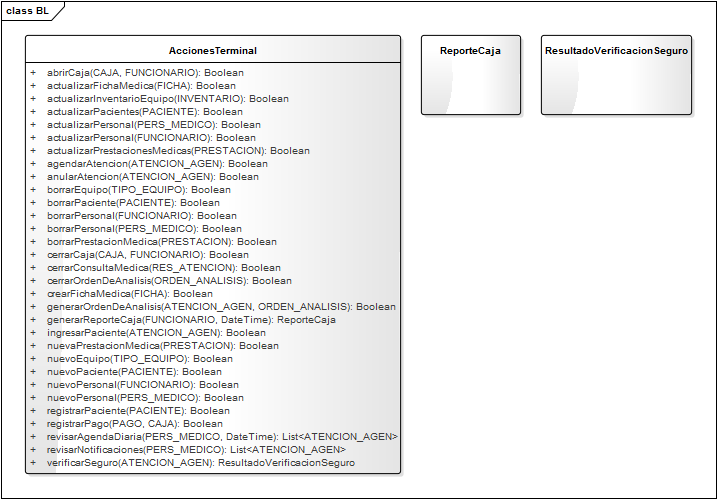 class BL
AccionesTerminal
+ abrirCaja(CAJA, FUNCIONARIO): Boolean
+ actualizarFichaMedica(FICHA): Boolean
+ actualizarInventarioEquipo(INVENTARIO): Boolean
+ actualizarPacientes(PACIENTE): Boolean
+ actualizarPersonal(PERS_MEDICO): Boolean
+ actualizarPersonal(FUNCIONARIO): Boolean
+ actualizarPrestacionesMedicas(PRESTACION): Boolean
+ agendarAtencion(ATENCION_AGEN): Boolean
+ anularAtencion(ATENCION_AGEN): Boolean
+ borrarEquipo(TIPO_EQUIPO): Boolean
+ borrarPaciente(PACIENTE): Boolean
+ borrarPersonal(FUNCIONARIO): Boolean
+ borrarPersonal(PERS_MEDICO): Boolean
+ borrarPrestacionMedica(PRESTACION): Boolean
+ cerrarCaja(CAJA, FUNCIONARIO): Boolean
+ cerrarConsultaMedica(RES_ATENCION): Boolean
+ cerrarOrdenDeAnalisis(ORDEN_ANALISIS): Boolean
+ crearFichaMedica(FICHA): Boolean
+ generarOrdenDeAnalisis(ATENCION_AGEN, ORDEN_ANALISIS): Boolean
+ generarReporteCaja(FUNCIONARIO, DateTime): ReporteCaja
+ ingresarPaciente(ATENCION_AGEN): Boolean
+ nuevaPrestacionMedica(PRESTACION): Boolean
+ nuevoEquipo(TIPO_EQUIPO): Boolean
+ nuevoPaciente(PACIENTE): Boolean
+ nuevoPersonal(FUNCIONARIO): Boolean
+ nuevoPersonal(PERS_MEDICO): Boolean
+ registrarPaciente(PACIENTE): Boolean
+ registrarPago(PAGO, CAJA): Boolean
+ revisarAgendaDiaria(PERS_MEDICO, DateTime): List<ATENCION_AGEN>
+ revisarNotificaciones(PERS_MEDICO): List<ATENCION_AGEN>
+ verificarSeguro(ATENCION_AGEN): ResultadoVerificacionSeguro
ReporteCaja
ResultadoVerificacionSeguro